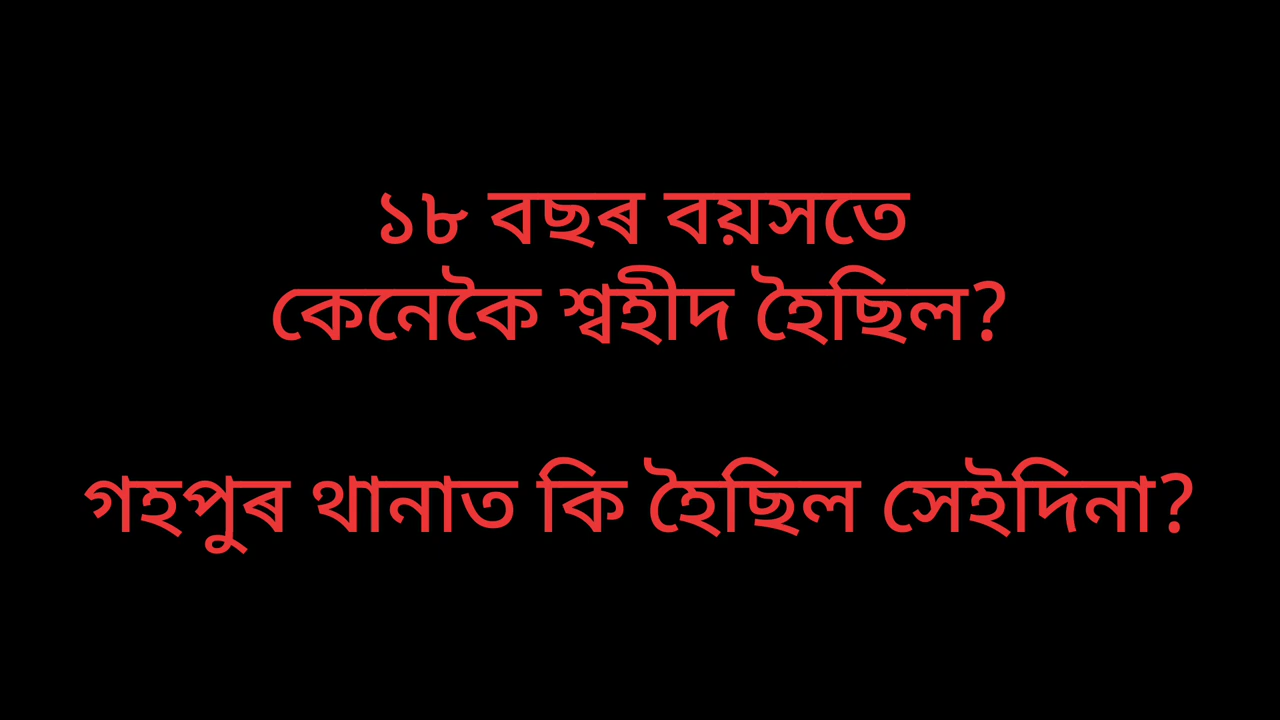 ১৮ বছৰ বয়সতে
কেনেকৈ শ্বহীদ হৈছিল?
গহপুৰ থানাত কি হৈছিল সেইদিনা?